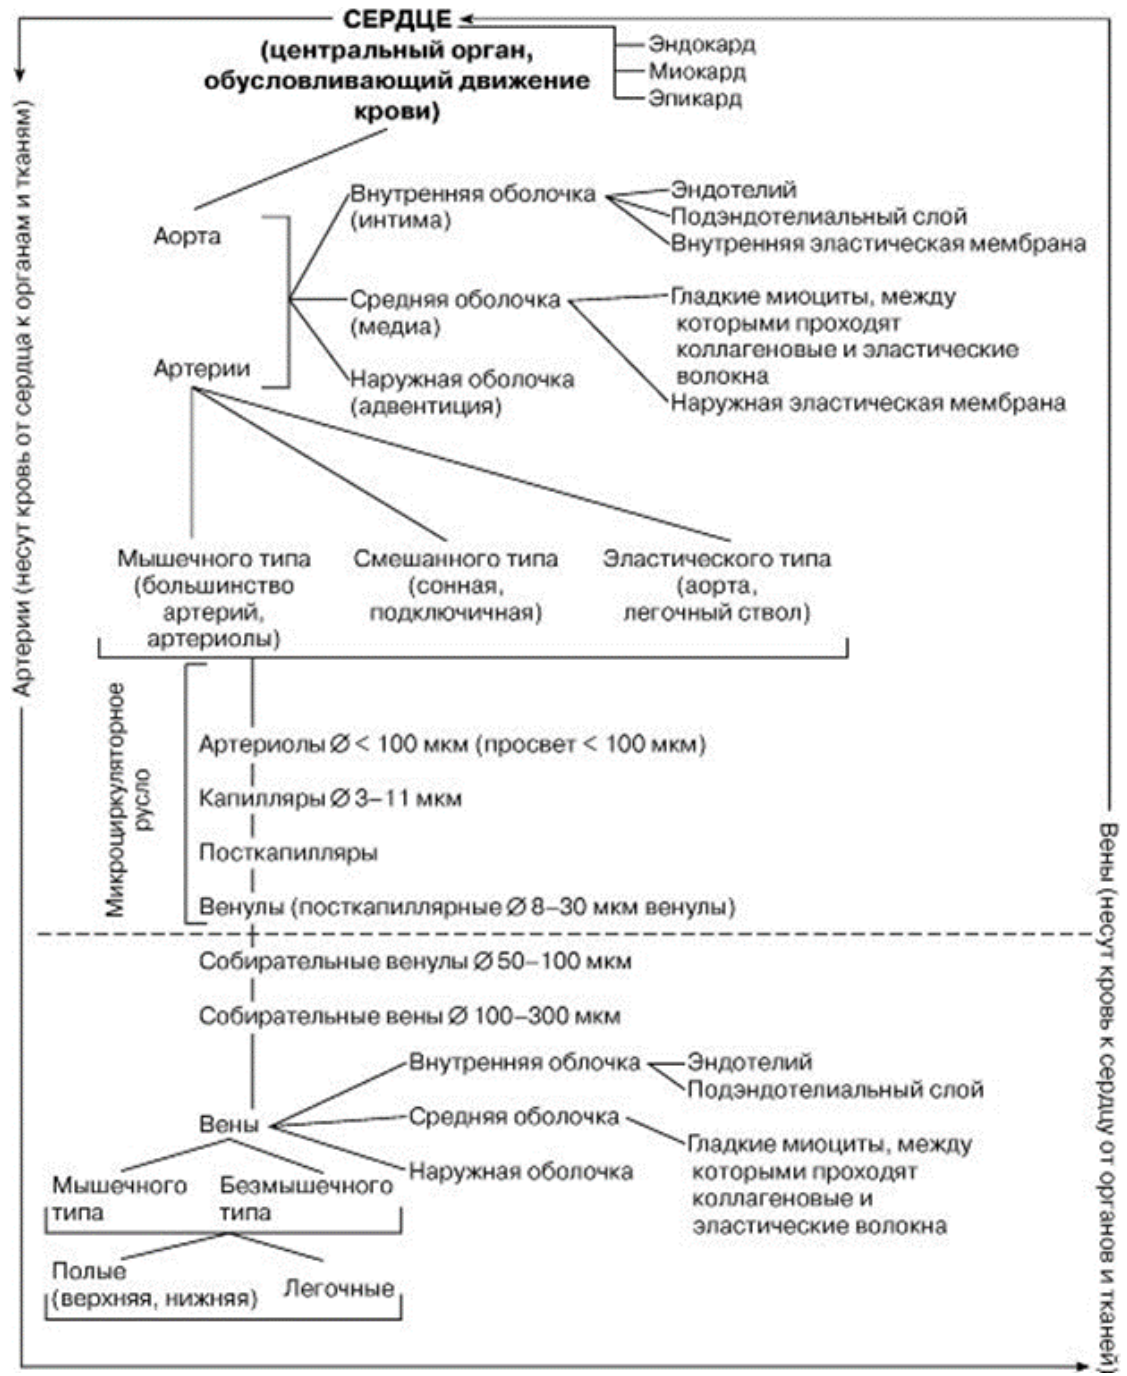 СЕРДЦЕ
(центральный орган,
обусловливающий движение
крови)
Эндокард
Миокард
Эпикард
Артерии (несут кровь от сердца к органам и тканям)
Аорта
Внутренняя оболочка
(интима)
Эндотелий
Подэндотелиальный слой
Внутренняя эластическая мембрана
Средняя оболочка
(медиа)
Гладкие миоциты, между
которыми проходят
коллагеновые и эластические
волокна
Наружная эластическая мембрана
Артерии
Наружная оболочка
(адвентиция)
Мышечного типа
(большинство
артерий,
артериолы)
Смешанного типа
(сонная,
подключичная)
Эластического типа
(аорта,
легочный ствол)
Микроциркуляторное
русло
Артериолы Ø < 100 мкм (просвет < 100 мкм)
Капилляры Ø 3–11 мкм
Посткапилляры
Венулы (посткапиллярные Ø 8–30 мкм венулы)
Собирательные венулы Ø 50–100 мкм
Собирательные вены Ø 100–300 мкм
Вены
Внутренняя облочка
Эндотелий
Подэндотелиальный слой
Средняя оболочка
Гладкие миоциты, между
которыми проходят
коллагеновые и
эластические волокна
Наружная оболочка
Мышечного
типа
Безмышечного
типа
Полые
(верхняя, нижняя)
Легочные
Вены (несут кровь к сердцу от органов и тканей)